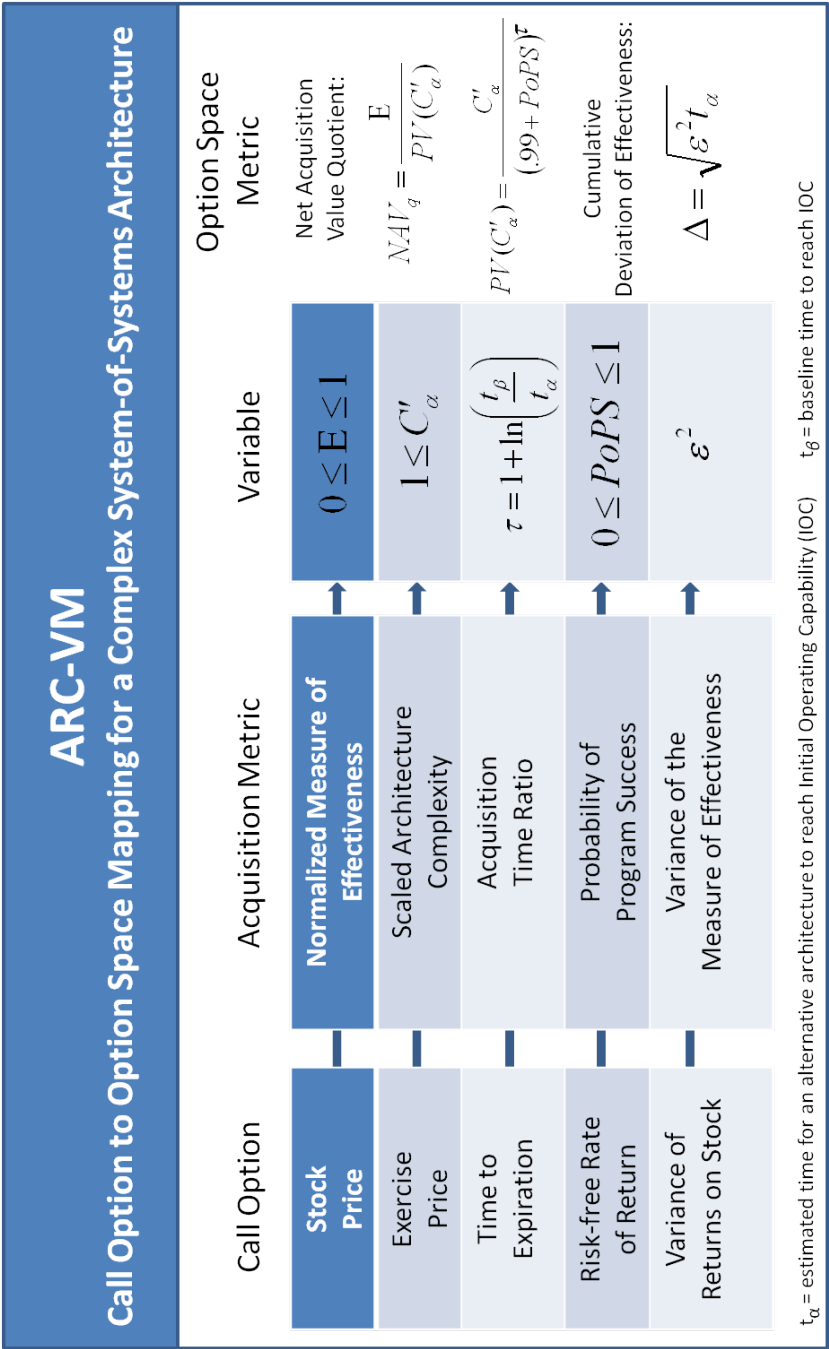 ARC-VM
Call Option to Option Space Mapping for a Complex System-of-Systems Architecture
Call Option
Acquisition Metric
Variable
Option Space
Metric
Stock
Price
Normalized Measure of
Effectiveness
0 ≤ E ≤ 1
Net Acquisition
Value Quotient:
NAV_q = E / PV(C′_α)
Exercise
Price
Scaled Architecture
Complexity
1 ≤ C′_α
Time to
Expiration
Acquisition
Time Ratio
τ = 1 + ln(t_β / t_α)
PV(C′_α) = C′_α / (.99 + PoPS)^τ
Risk-free Rate
of Return
Probability of
Program Success
0 ≤ PoPS ≤ 1
Cumulative
Deviation of Effectiveness:
Variance of
Returns on Stock
Variance of the
Measure of Effectiveness
ε²
Δ = √(ε² t_α)
t_α = estimated time for an alternative architecture to reach Initial Operating Capability (IOC)
t_β = baseline time to reach IOC